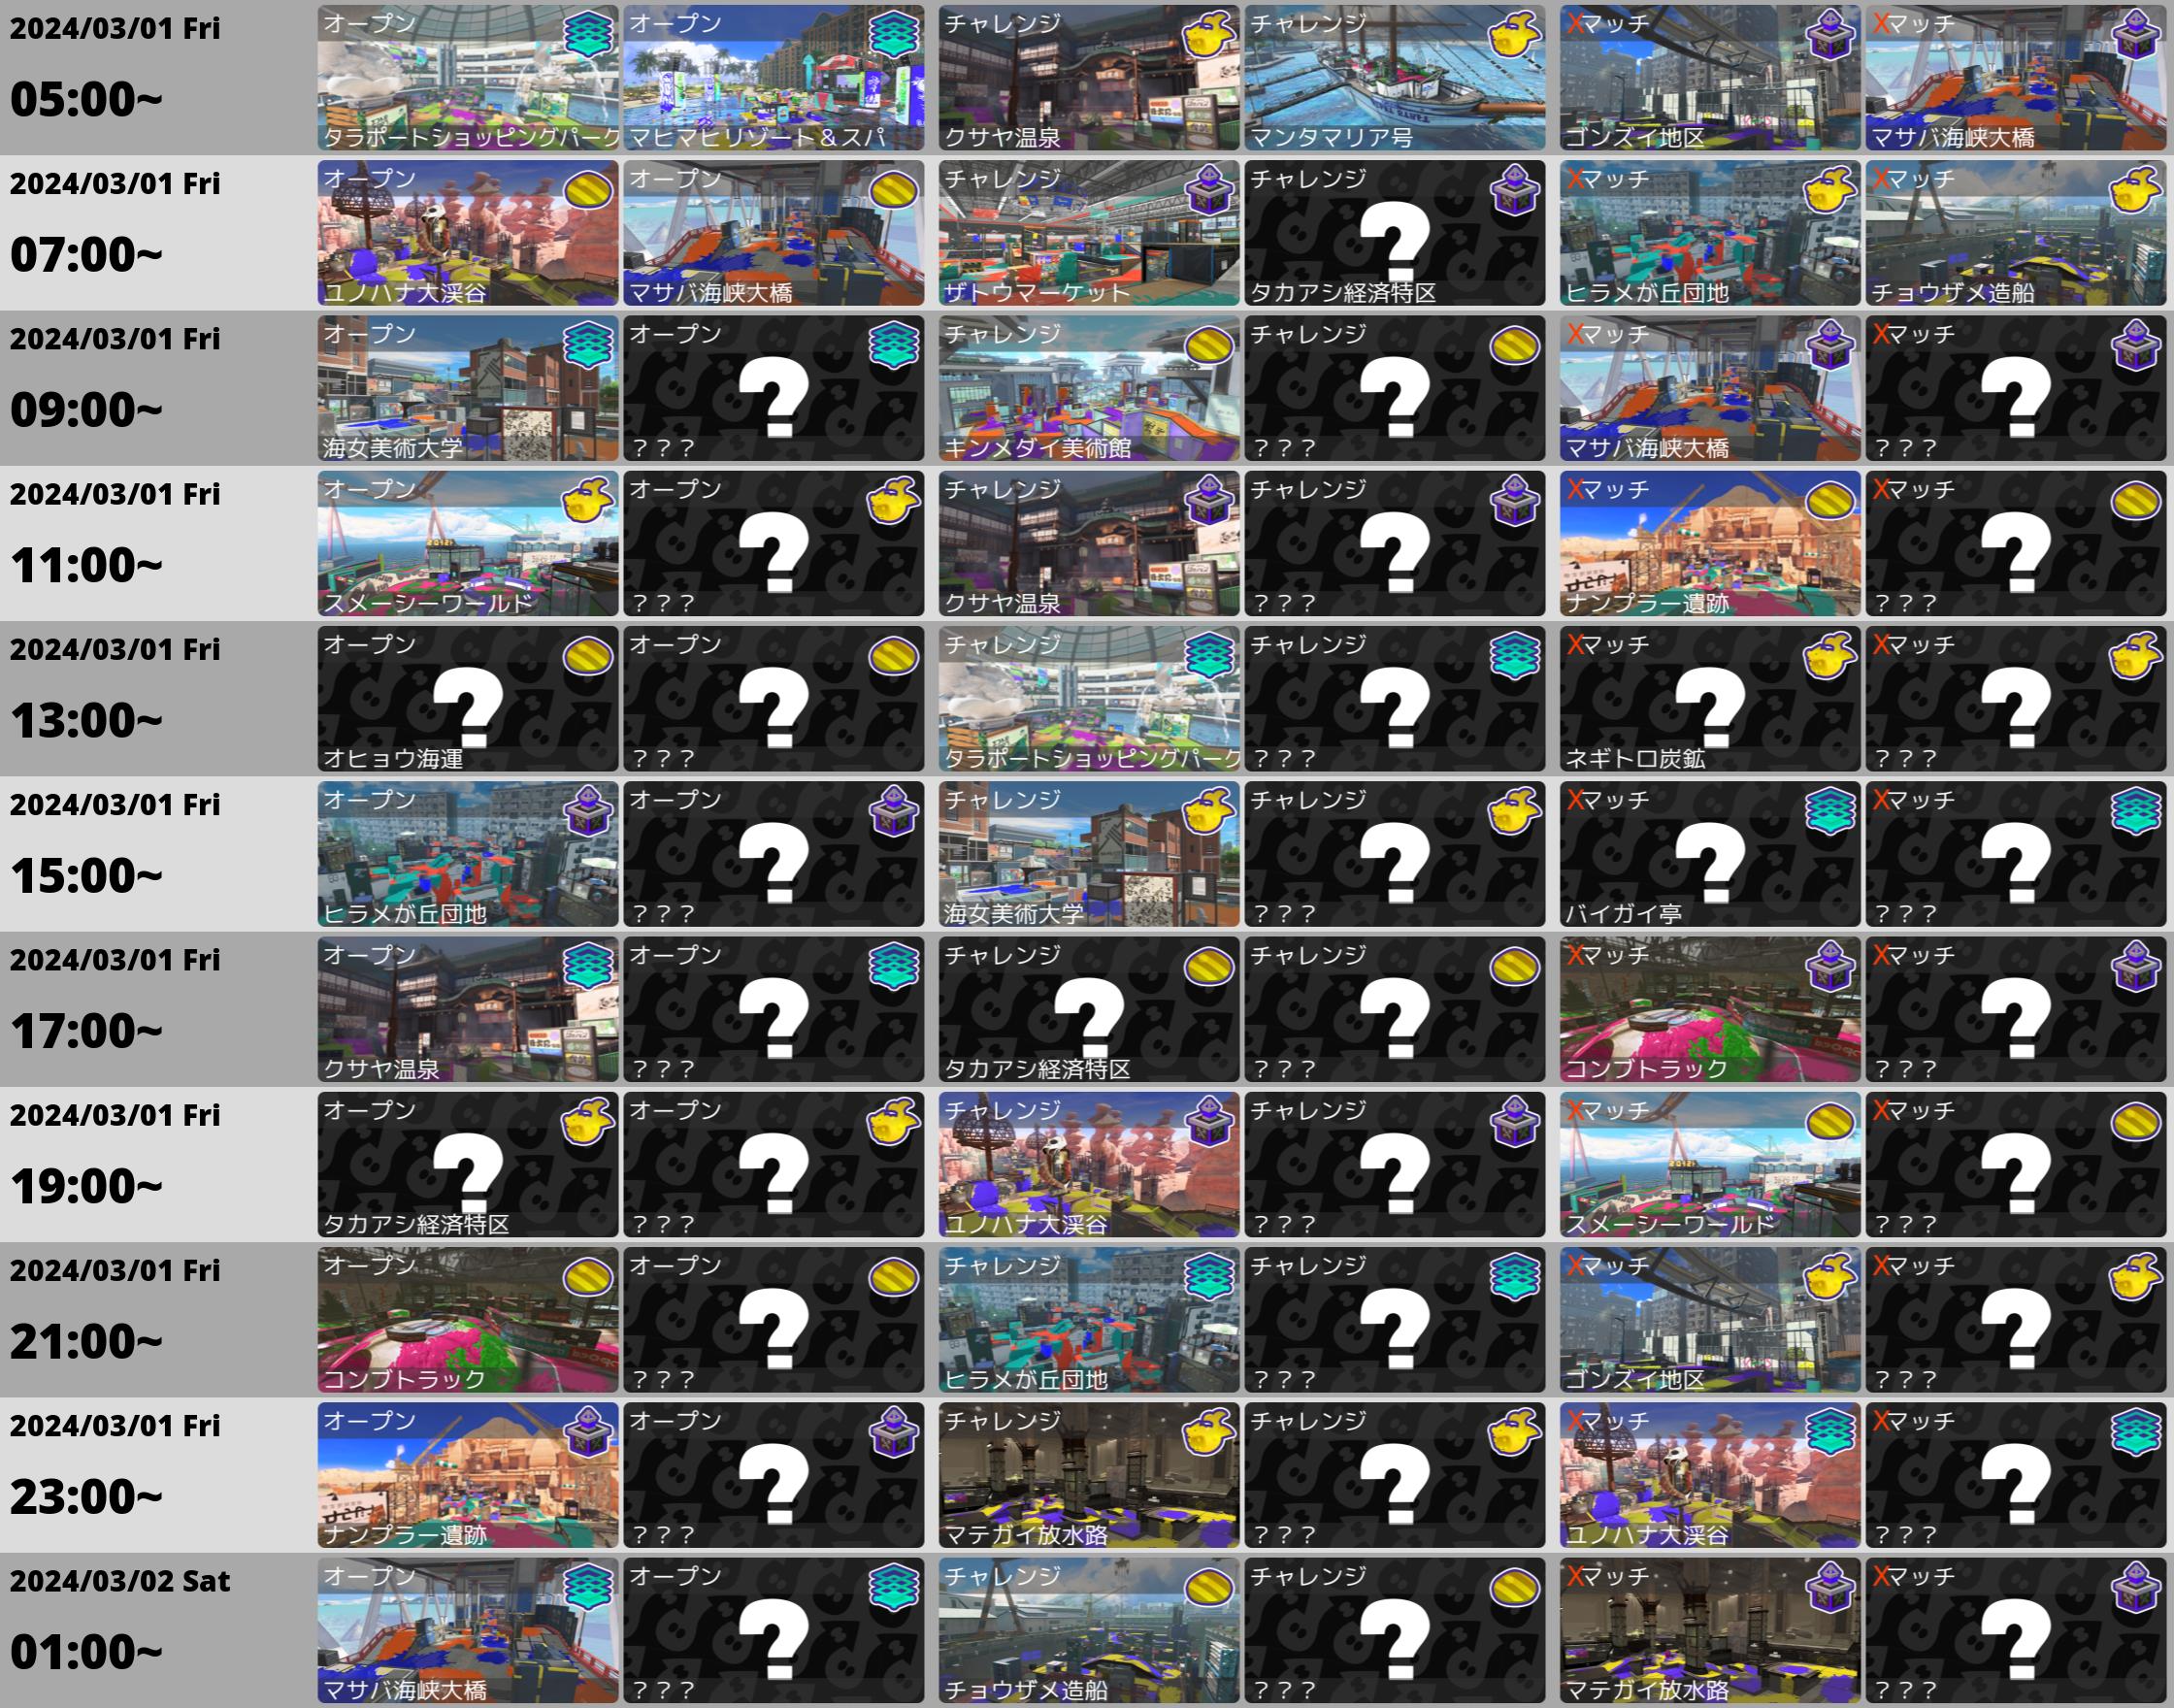 2024/03/01 Fri
05:00~
オープン オープン チャレンジ チャレンジ Xマッチ Xマッチ
タラポートショッピングパーク マヒマヒリゾート＆スパ クサヤ温泉 マンタマリア号 ゴンズイ地区 マサバ海峡大橋
2024/03/01 Fri
07:00~
オープン オープン チャレンジ チャレンジ Xマッチ Xマッチ
ユノハナ大渓谷 マサバ海峡大橋 ザトウマーケット タカアシ経済特区 ヒラメが丘団地 チョウザメ造船
2024/03/01 Fri
09:00~
オープン オープン チャレンジ チャレンジ Xマッチ Xマッチ
海女美術大学 ？？？ キンメダイ美術館 ？？？ マサバ海峡大橋 ？？？
2024/03/01 Fri
11:00~
オープン オープン チャレンジ チャレンジ Xマッチ Xマッチ
スメーシーワールド ？？？ クサヤ温泉 ？？？ ナンプラー遺跡 ？？？
2024/03/01 Fri
13:00~
オープン オープン チャレンジ チャレンジ Xマッチ Xマッチ
オヒョウ海運 ？？？ タラポートショッピングパーク ？？？ ネギトロ炭鉱 ？？？
2024/03/01 Fri
15:00~
オープン オープン チャレンジ チャレンジ Xマッチ Xマッチ
ヒラメが丘団地 ？？？ 海女美術大学 ？？？ バイガイ亭 ？？？
2024/03/01 Fri
17:00~
オープン オープン チャレンジ チャレンジ Xマッチ Xマッチ
クサヤ温泉 ？？？ タカアシ経済特区 ？？？ コンブトラック ？？？
2024/03/01 Fri
19:00~
オープン オープン チャレンジ チャレンジ Xマッチ Xマッチ
タカアシ経済特区 ？？？ ユノハナ大渓谷 ？？？ スメーシーワールド ？？？
2024/03/01 Fri
21:00~
オープン オープン チャレンジ チャレンジ Xマッチ Xマッチ
コンブトラック ？？？ ヒラメが丘団地 ？？？ ゴンズイ地区 ？？？
2024/03/01 Fri
23:00~
オープン オープン チャレンジ チャレンジ Xマッチ Xマッチ
ナンプラー遺跡 ？？？ マテガイ放水路 ？？？ ユノハナ大渓谷 ？？？
2024/03/02 Sat
01:00~
オープン オープン チャレンジ チャレンジ Xマッチ Xマッチ
マサバ海峡大橋 ？？？ チョウザメ造船 ？？？ マテガイ放水路 ？？？